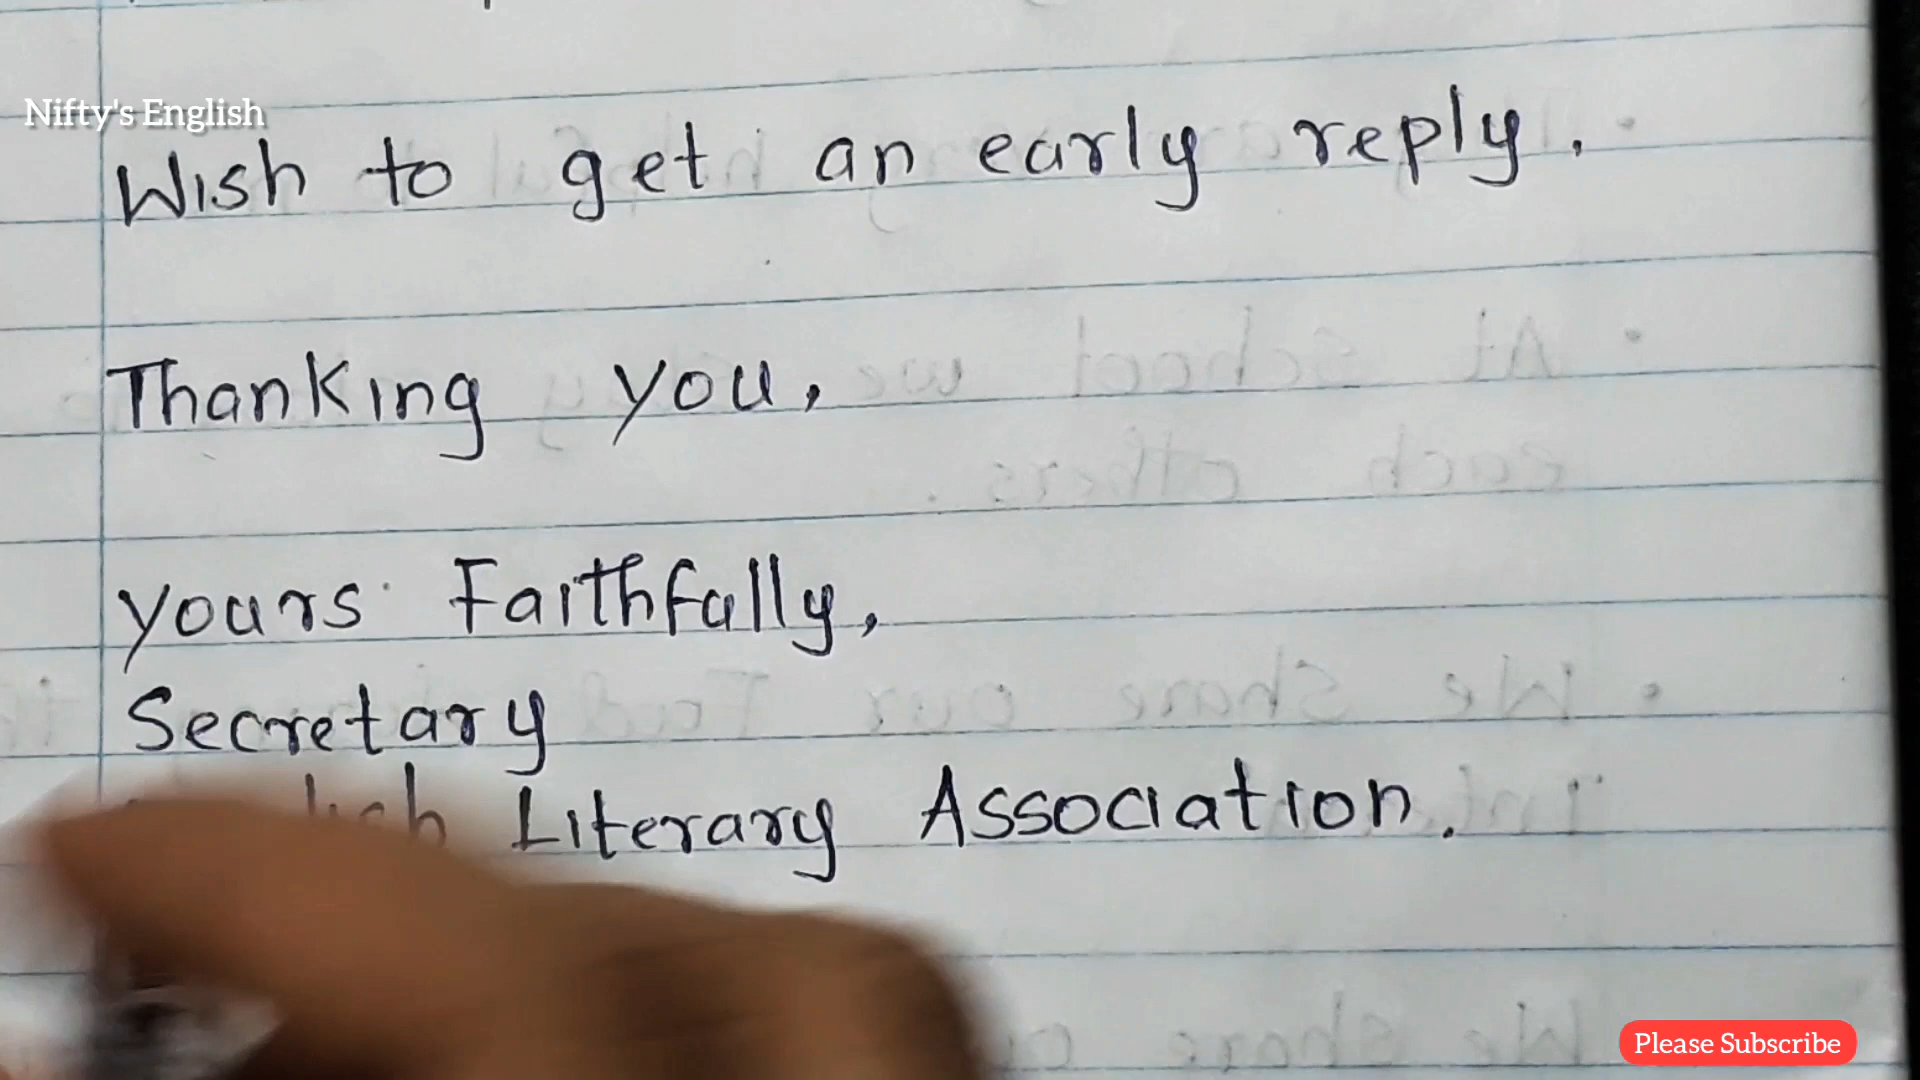 Nifty's English
Wish to get an early reply.
Thanking you,
yours Faithfully,
Secretary
Literary Association.
Please Subscribe